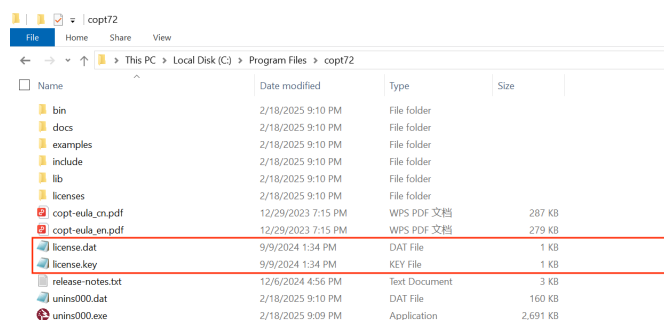 copt72
File Home Share View
This PC > Local Disk (C:) > Program Files > copt72
Name Date modified Type Size
bin 2/18/2025 9:10 PM File folder
docs 2/18/2025 9:10 PM File folder
examples 2/18/2025 9:10 PM File folder
include 2/18/2025 9:10 PM File folder
lib 2/18/2025 9:10 PM File folder
licenses 2/18/2025 9:10 PM File folder
copt-eula_cn.pdf 12/29/2023 7:15 PM WPS PDF 文档 287 KB
copt-eula_en.pdf 12/29/2023 7:15 PM WPS PDF 文档 279 KB
license.dat 9/9/2024 1:34 PM DAT File 1 KB
license.key 9/9/2024 1:34 PM KEY File 1 KB
release-notes.txt 12/6/2024 4:56 PM Text Document 3 KB
unins000.dat 2/18/2025 9:10 PM DAT File 160 KB
unins000.exe 2/18/2025 9:09 PM Application 2,691 KB